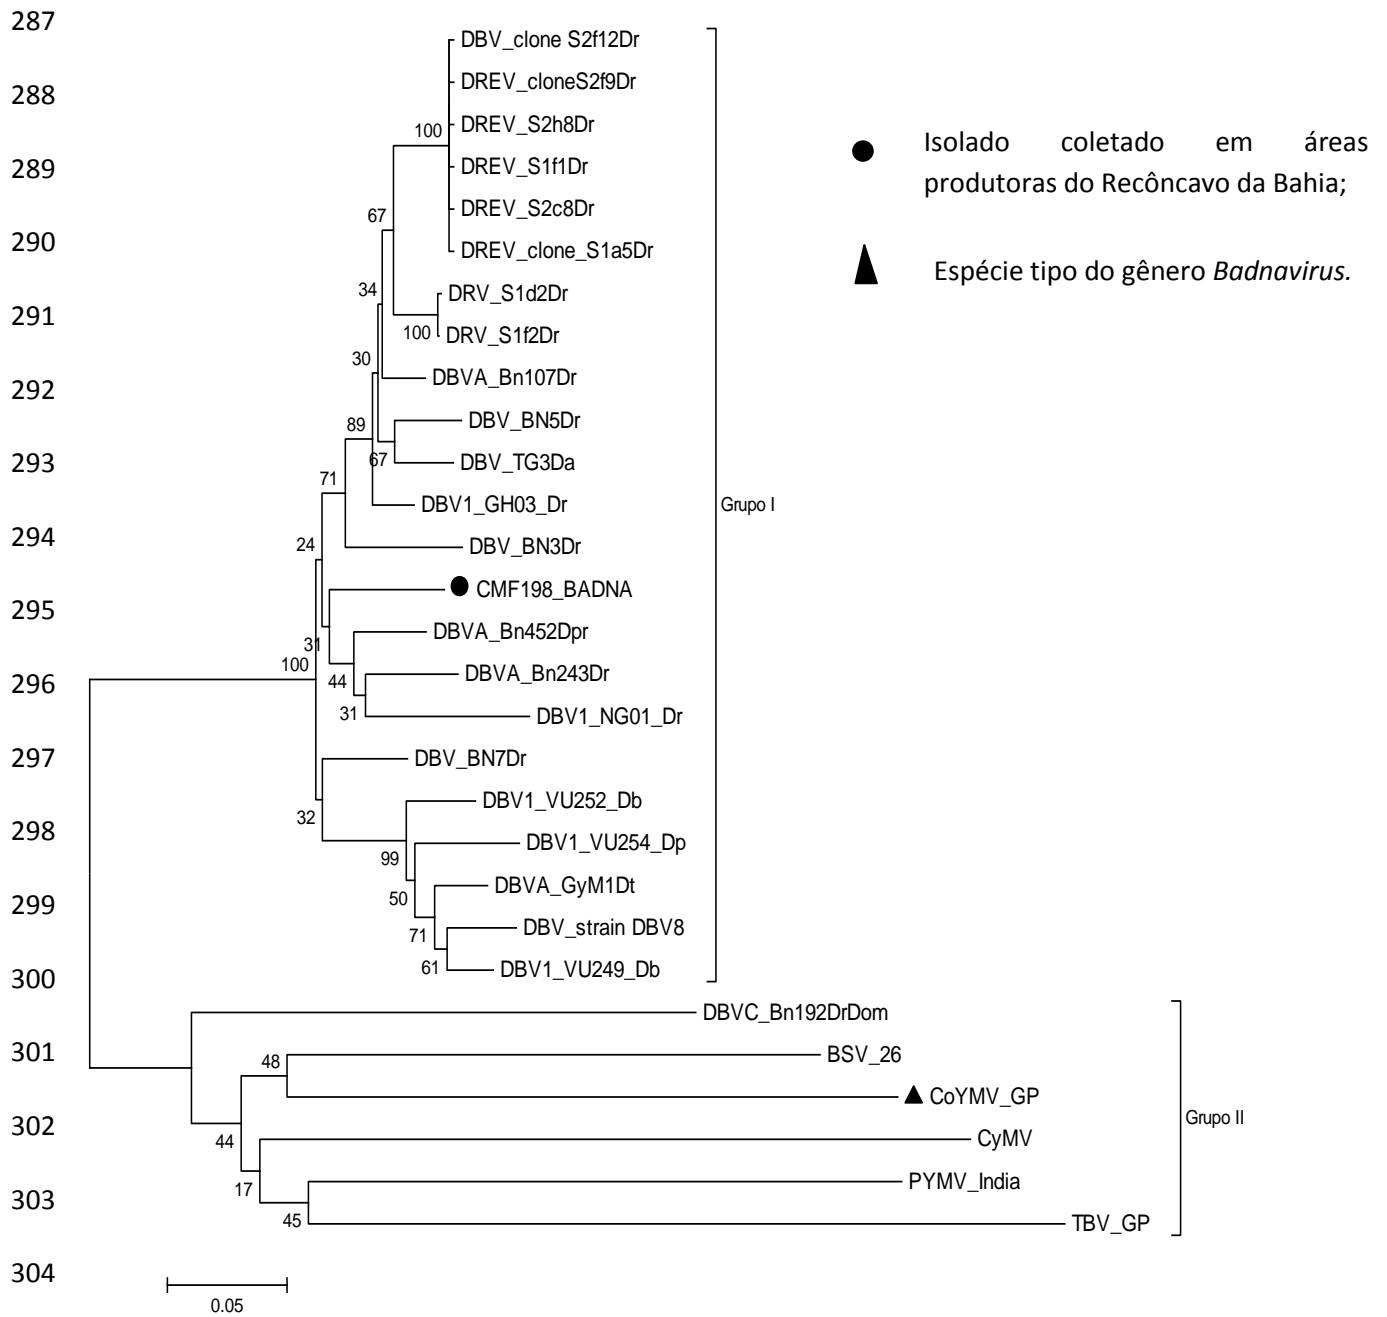 287
DBV_clone S2f12Dr
DREV_cloneS2f9Dr
288
DREV_S2h8Dr
100
Isolado coletado em áreas
289
DREV_S1f1Dr
produtoras do Recôncavo da Bahia;
DREV_S2c8Dr
67
290
DREV_clone_S1a5Dr
Espécie tipo do gênero Badnavirus.
34
DRV_S1d2Dr
291
100
DRV_S1f2Dr
30
DBVA_Bn107Dr
292
89
DBV_BN5Dr
67
293
DBV_TG3Da
71
DBV1_GH03_Dr
Grupo I
294
24
DBV_BN3Dr
CMF198_BADNA
295
DBVA_Bn452Dpr
31
100
DBVA_Bn243Dr
296
44
31
DBV1_NG01_Dr
297
DBV_BN7Dr
DBV1_VU252_Db
32
298
DBV1_VU254_Dp
99
DBVA_GyM1Dt
50
299
DBV_strain DBV8
71
61
DBV1_VU249_Db
300
DBVC_Bn192DrDom
301
48
BSV_26
CoYMV_GP
302
Grupo II
44
CyMV
17
PYMV_India
303
45
TBV_GP
304
0.05